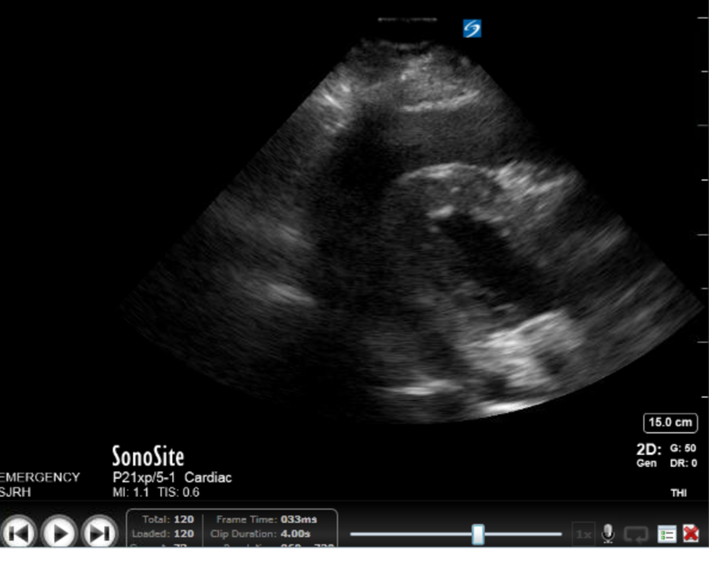 15.0 cm
2D: G: 50
Gen DR: 0
THI
SonoSite
EMERGENCY P21xp/5-1 Cardiac
SJRH MI: 1.1 TIS: 0.6
Total: 120 Frame Time: 033ms
Loaded: 120 Clip Duration: 4.00s
1x